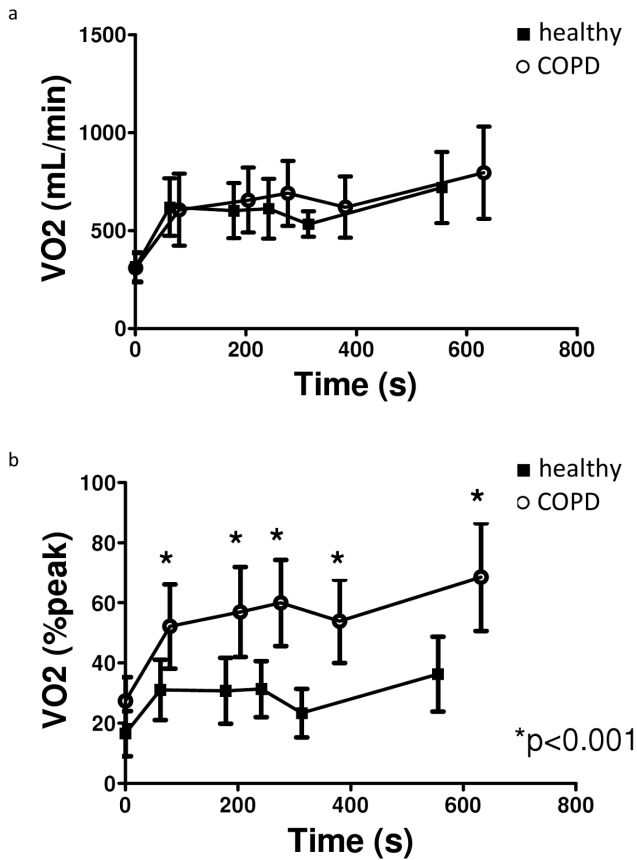 a
healthy
COPD
1500
1000
500
0
VO2 (mL/min)
0 200 400 600 800
Time (s)
b
healthy
COPD
100
80
60
40
20
0
VO2 (%peak)
* * * * *
*p<0.001
0 200 400 600 800
Time (s)